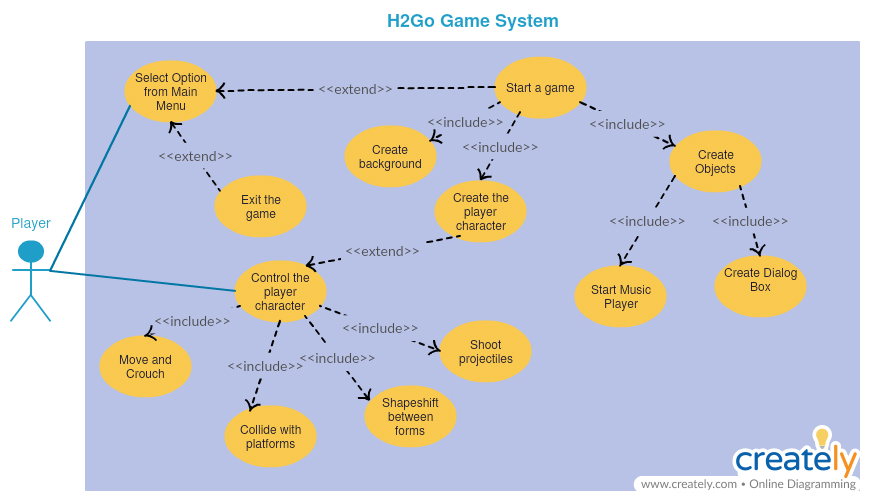 H2Go Game System
Select Option
from Main
Menu
<<extend>>
Start a game
<<include>>
<<include>>
<<include>>
Create
background
Create
Objects
<<extend>>
Exit the
game
Create the
player
character
<<include>>
<<include>>
Player
<<extend>>
Control the
player
character
Start Music
Player
Create Dialog
Box
<<include>>
<<include>>
<<include>>
<<include>>
Move and
Crouch
Shoot
projectiles
Shapeshift
between
forms
Collide with
platforms
creately
www.creately.com • Online Diagramming